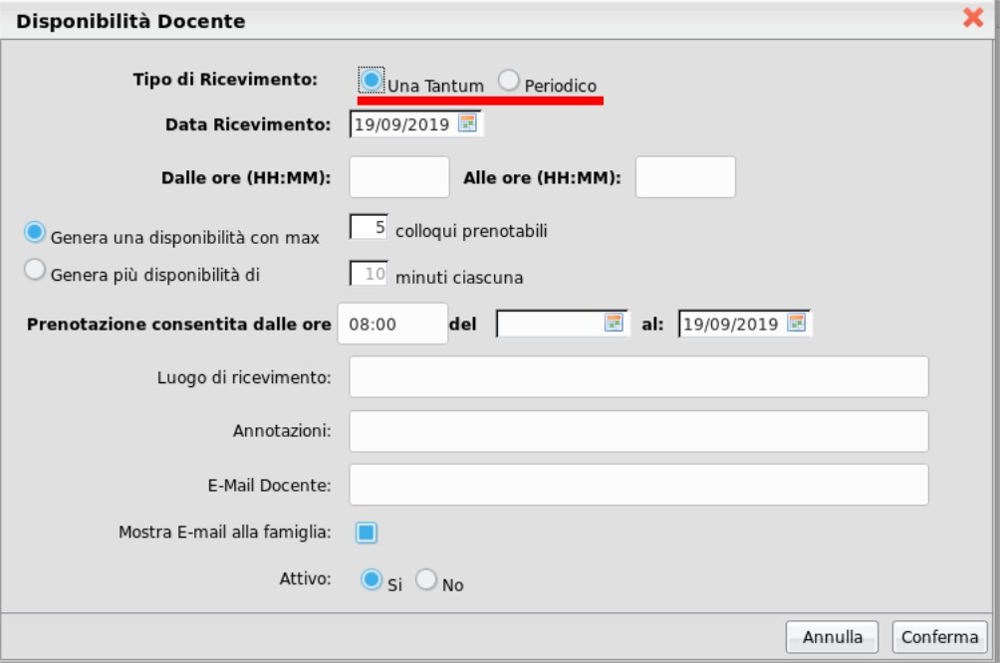 Disponibilità Docente
Tipo di Ricevimento: Una Tantum Periodico
Data Ricevimento: 19/09/2019
Dalle ore (HH:MM): Alle ore (HH:MM):
Genera una disponibilità con max 5 colloqui prenotabili
Genera più disponibilità di 10 minuti ciascuna
Prenotazione consentita dalle ore 08:00 del al: 19/09/2019
Luogo di ricevimento:
Annotazioni:
E-Mail Docente:
Mostra E-mail alla famiglia:
Attivo: Si No
Annulla Conferma